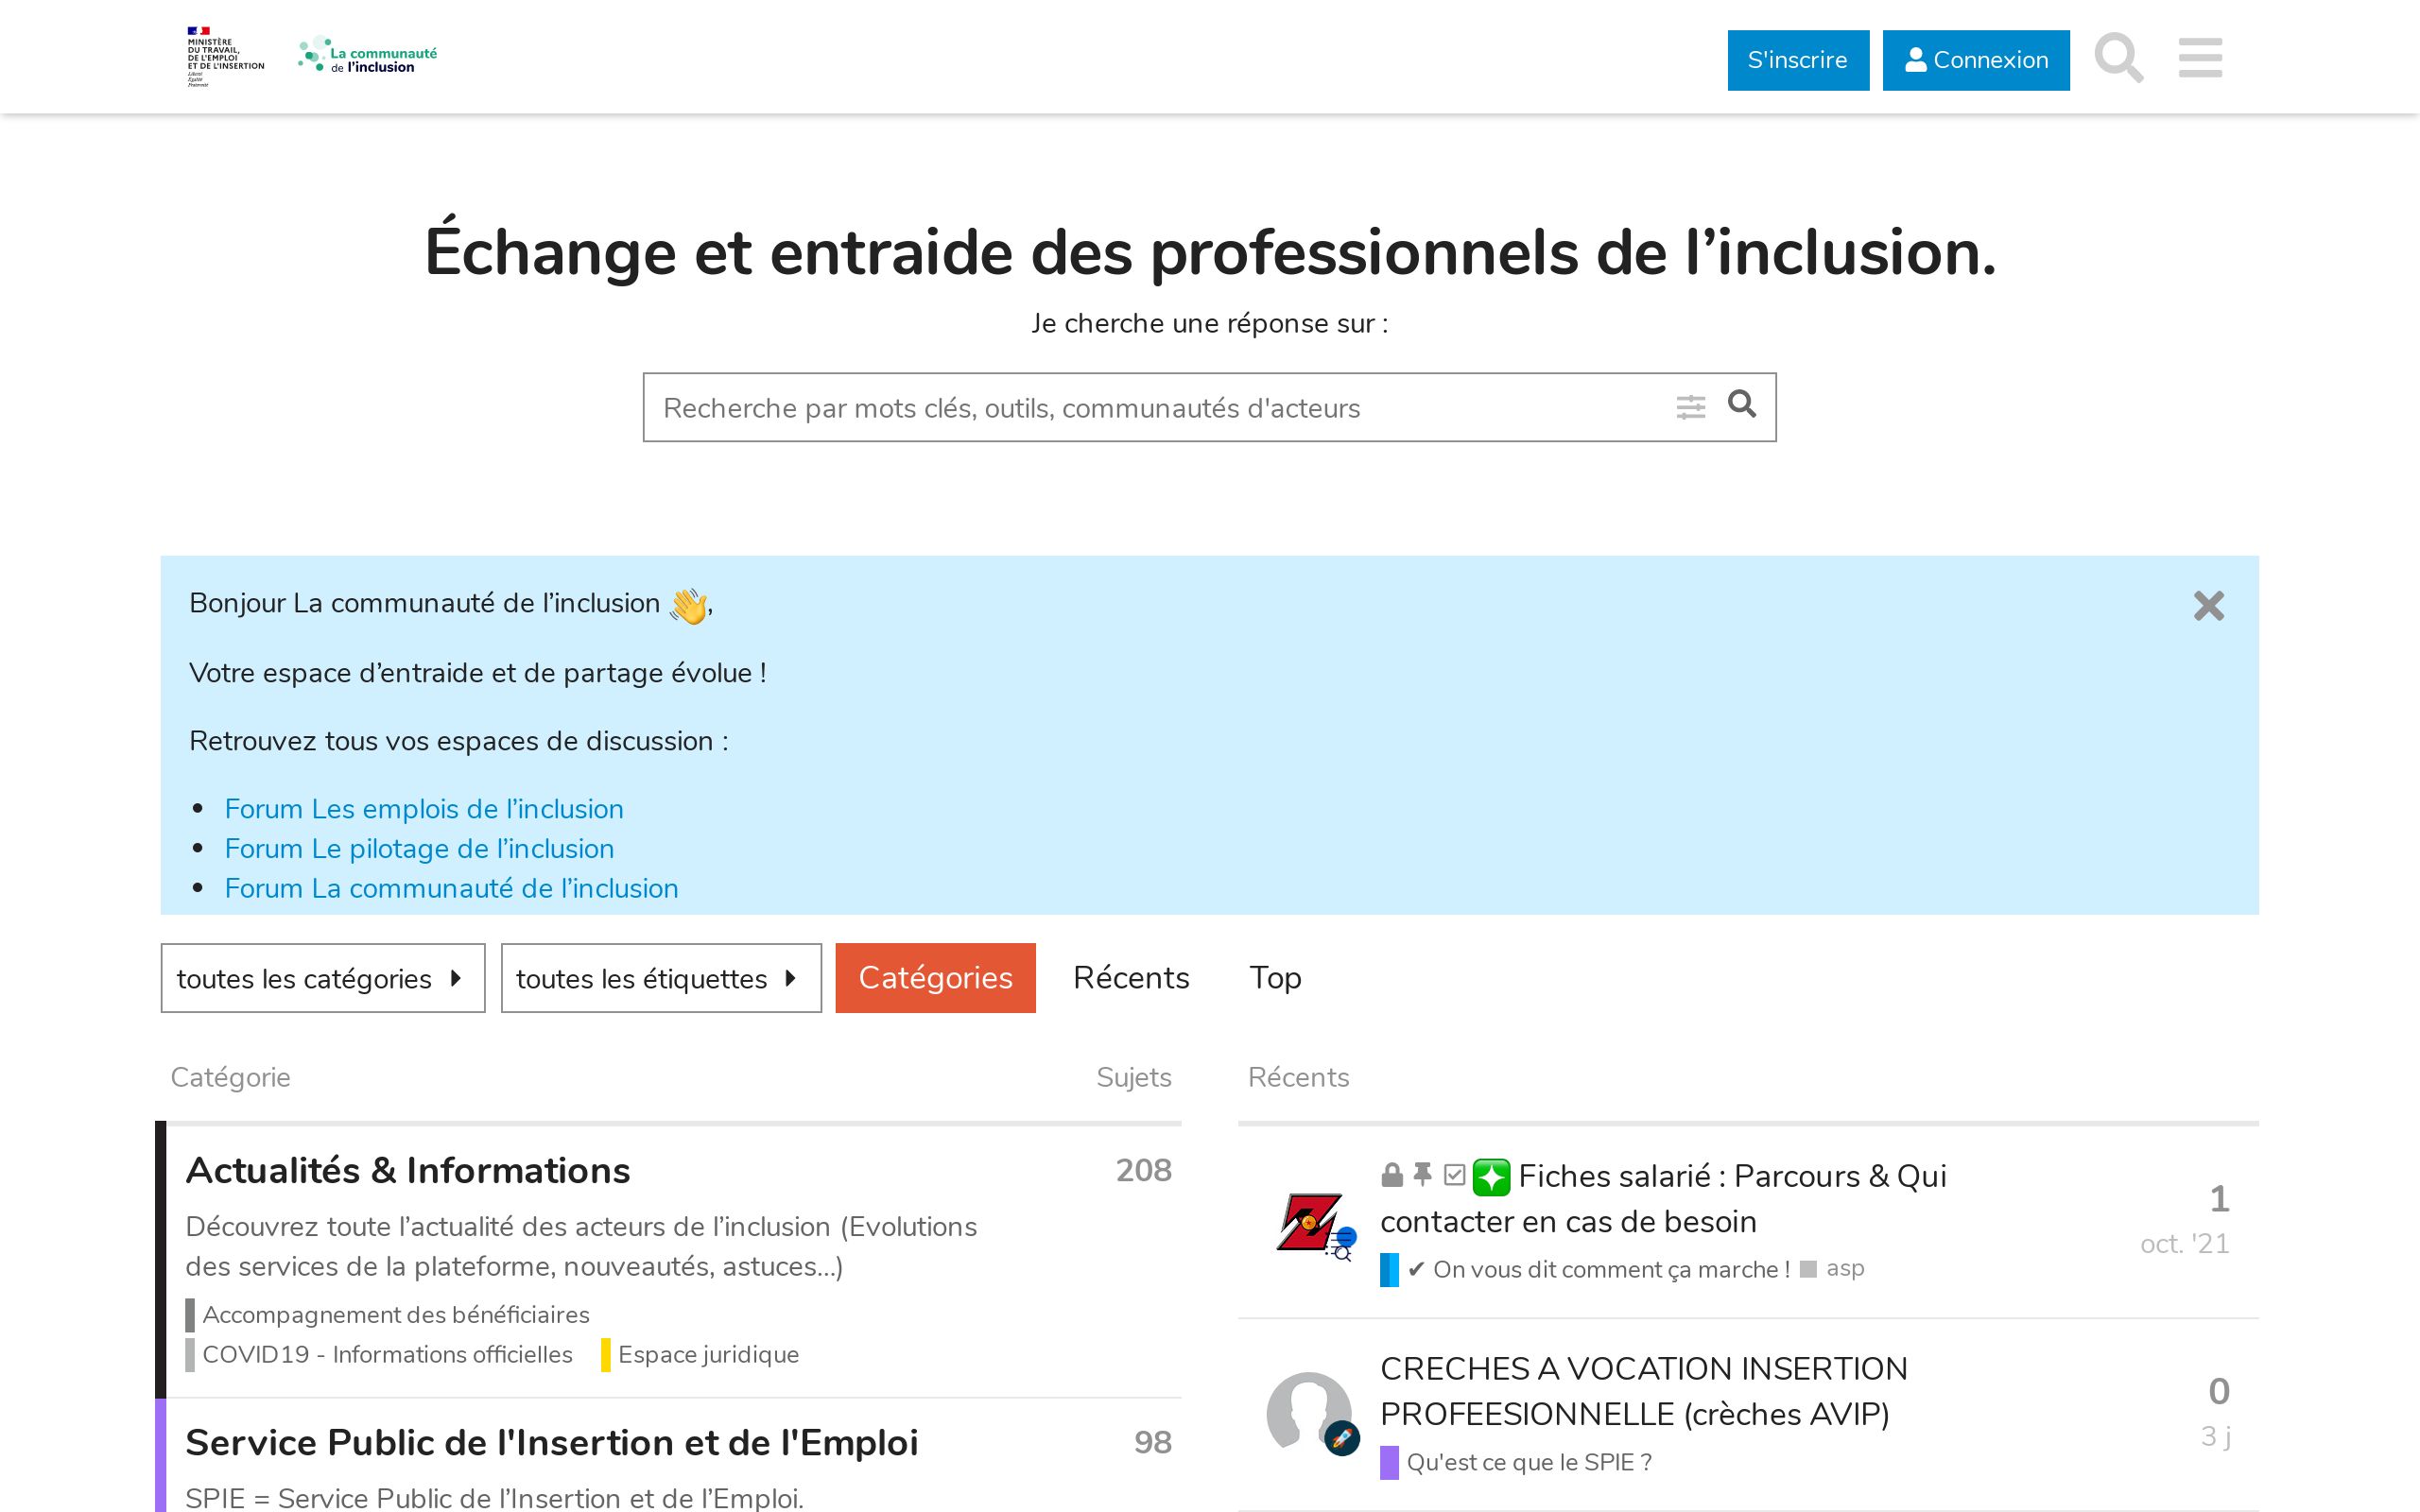 MINISTÈRE
DU TRAVAIL,
DE L'EMPLOI
ET DE L'INSERTION
Liberté
Égalité
Fraternité
La communauté
de l'inclusion
S'inscrire
Connexion
Échange et entraide des professionnels de l’inclusion.
Je cherche une réponse sur :
Recherche par mots clés, outils, communautés d'acteurs
Bonjour La communauté de l’inclusion 👋,
Votre espace d’entraide et de partage évolue !
Retrouvez tous vos espaces de discussion :
• Forum Les emplois de l’inclusion
• Forum Le pilotage de l’inclusion
• Forum La communauté de l’inclusion
toutes les catégories
toutes les étiquettes
Catégories
Récents
Top
Catégorie
Sujets
Actualités & Informations
208
Découvrez toute l’actualité des acteurs de l’inclusion (Evolutions
des services de la plateforme, nouveautés, astuces…)
Accompagnement des bénéficiaires
COVID19 - Informations officielles
Espace juridique
Service Public de l'Insertion et de l'Emploi
98
SPIE = Service Public de l’Insertion et de l’Emploi.
Récents
Fiches salarié : Parcours & Qui
contacter en cas de besoin
✔ On vous dit comment ça marche !
asp
1
oct. '21
CRECHES A VOCATION INSERTION
PROFEESIONNELLE (crèches AVIP)
Qu'est ce que le SPIE ?
0
3 j